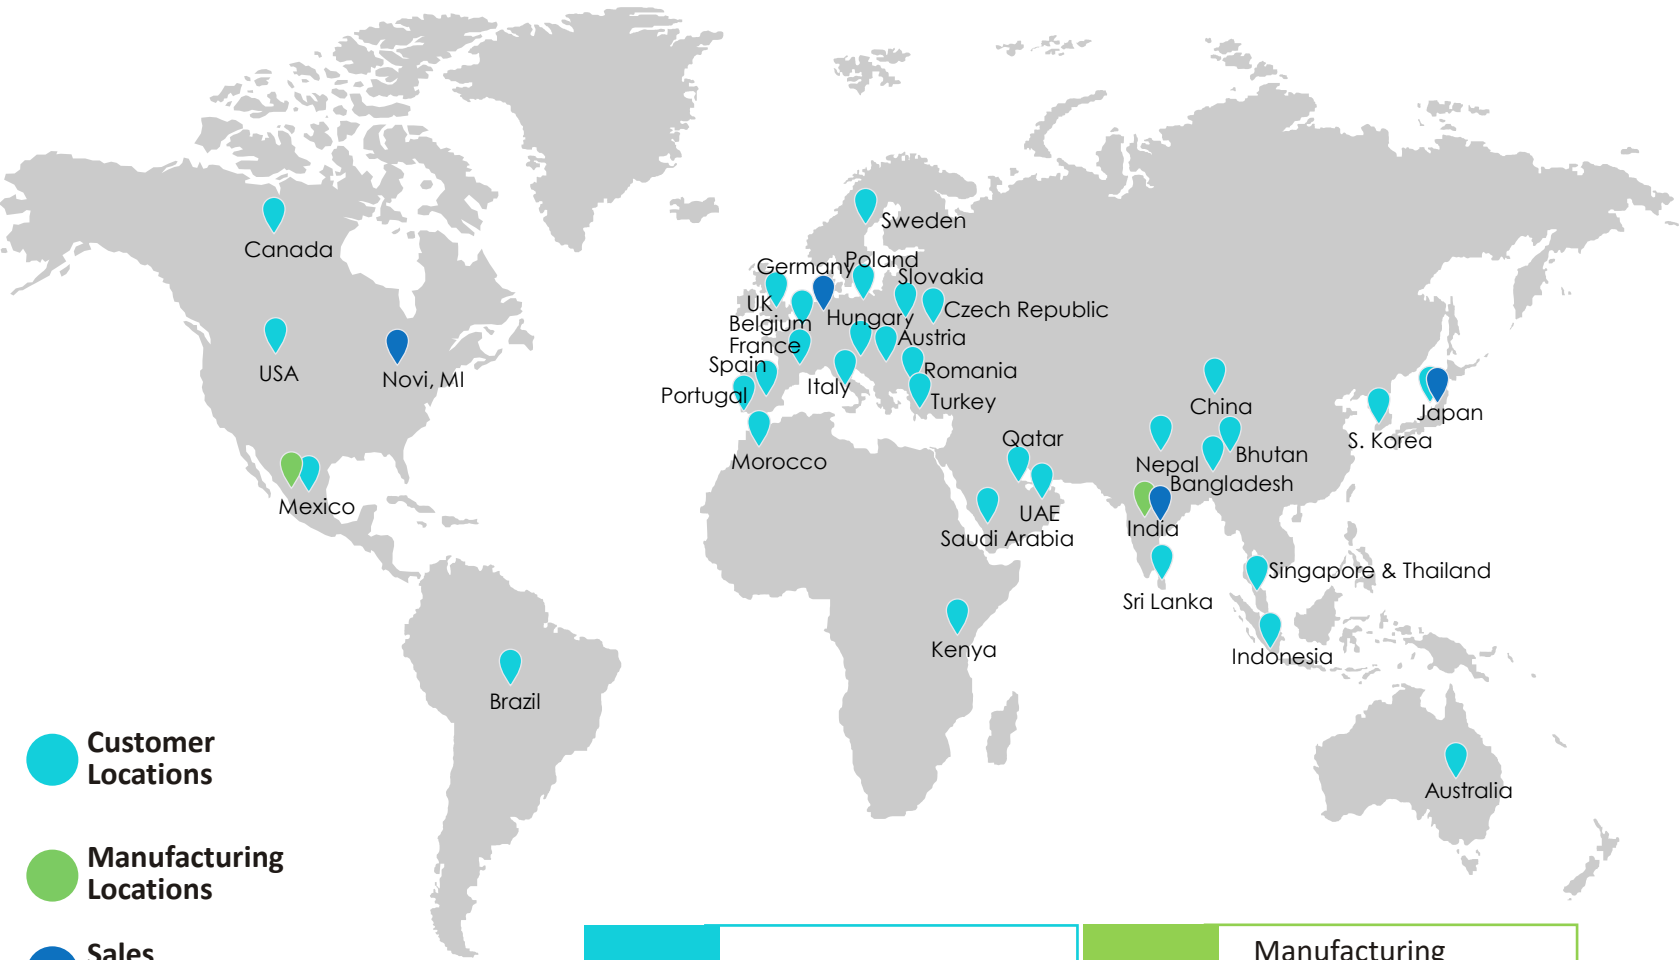 Sweden
Canada
Germany
Poland
Slovakia
UK
Czech Republic
Belgium
Hungary
France
Austria
Spain
Italy
Romania
Portugal
Turkey
USA
Novi, MI
China
Japan
Qatar
S. Korea
Morocco
Nepal
Bhutan
Bangladesh
Mexico
UAE
India
Saudi Arabia
Singapore & Thailand
Sri Lanka
Kenya
Indonesia
Brazil
Australia
Customer
Locations
Manufacturing
Locations
Sales
Manufacturing